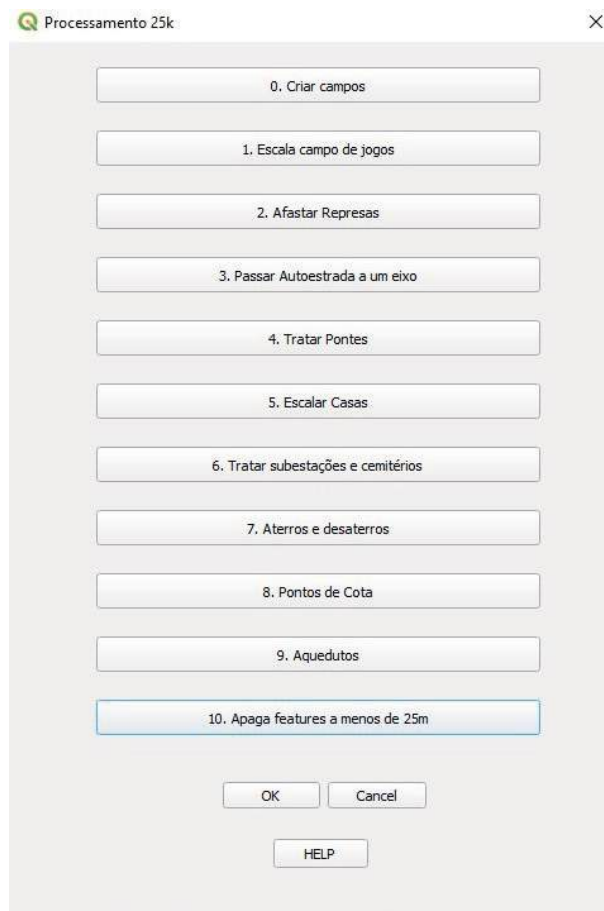 Processamento 25k
0. Criar campos
1. Escala campo de jogos
2. Afastar Represas
3. Passar Autoestrada a um eixo
4. Tratar Pontes
5. Escalar Casas
6. Tratar subestações e cemitérios
7. Aterros e desaterros
8. Pontos de Cota
9. Aquedutos
10. Apaga features a menos de 25m
OK Cancel
HELP